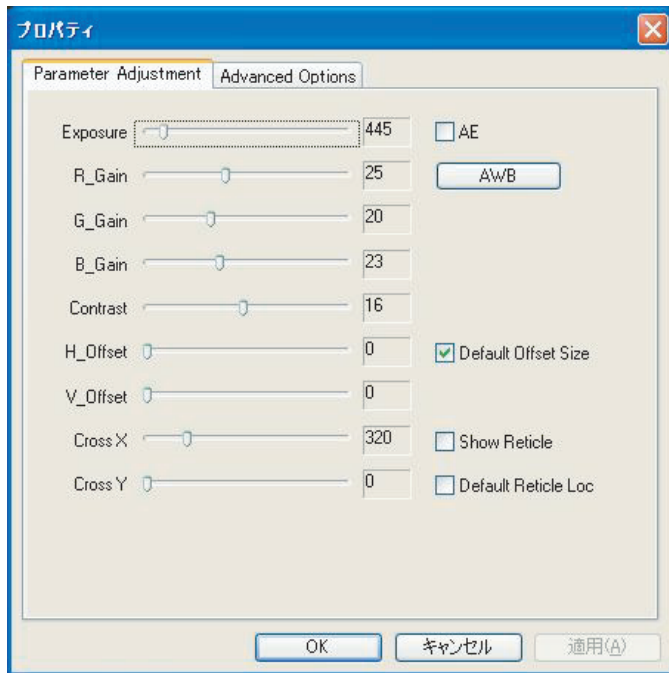 プロパティ
Parameter Adjustment Advanced Options
Exposure 445 AE
R_Gain 25 AWB
G_Gain 20
B_Gain 23
Contrast 16
H_Offset 0 Default Offset Size
V_Offset 0
Cross X 320 Show Reticle
Cross Y 0 Default Reticle Loc
OK キャンセル 適用(A)